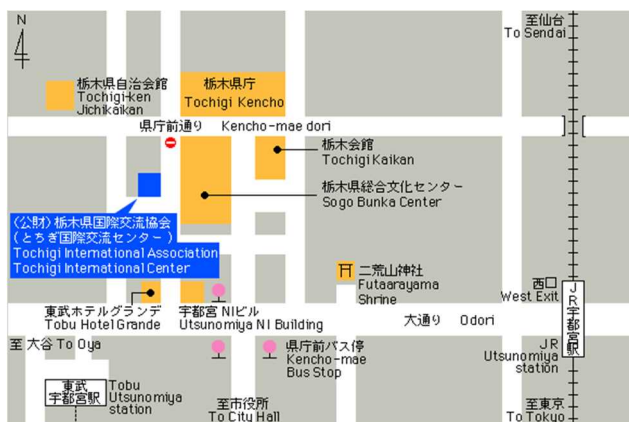 N
至仙台
To Sendai
栃木県自治会館
Tochigi-ken
Jichikaikan
栃木県庁
Tochigi Kencho
県庁前通り Kencho-mae dori
栃木会館
Tochigi Kaikan
栃木県総合文化センター
Sogo Bunka Center
〈公財〉栃木県国際交流協会
(とちぎ国際交流センター)
Tochigi International Association
Tochigi International Center
二荒山神社
Futaarayama
Shrine
西口
West Exit
JR宇都宮駅
東武ホテルグランデ
Tobu Hotel Grande
宇都宮 NIビル
Utsunomiya NI Building
大通り Odori
至 大谷 To Oya
県庁前バス停
Kencho-mae
Bus Stop
JR
Utsunomiya
station
東武
宇都宮駅
Tobu
Utsunomiya
station
至市役所
To City Hall
至東京
To Tokyo